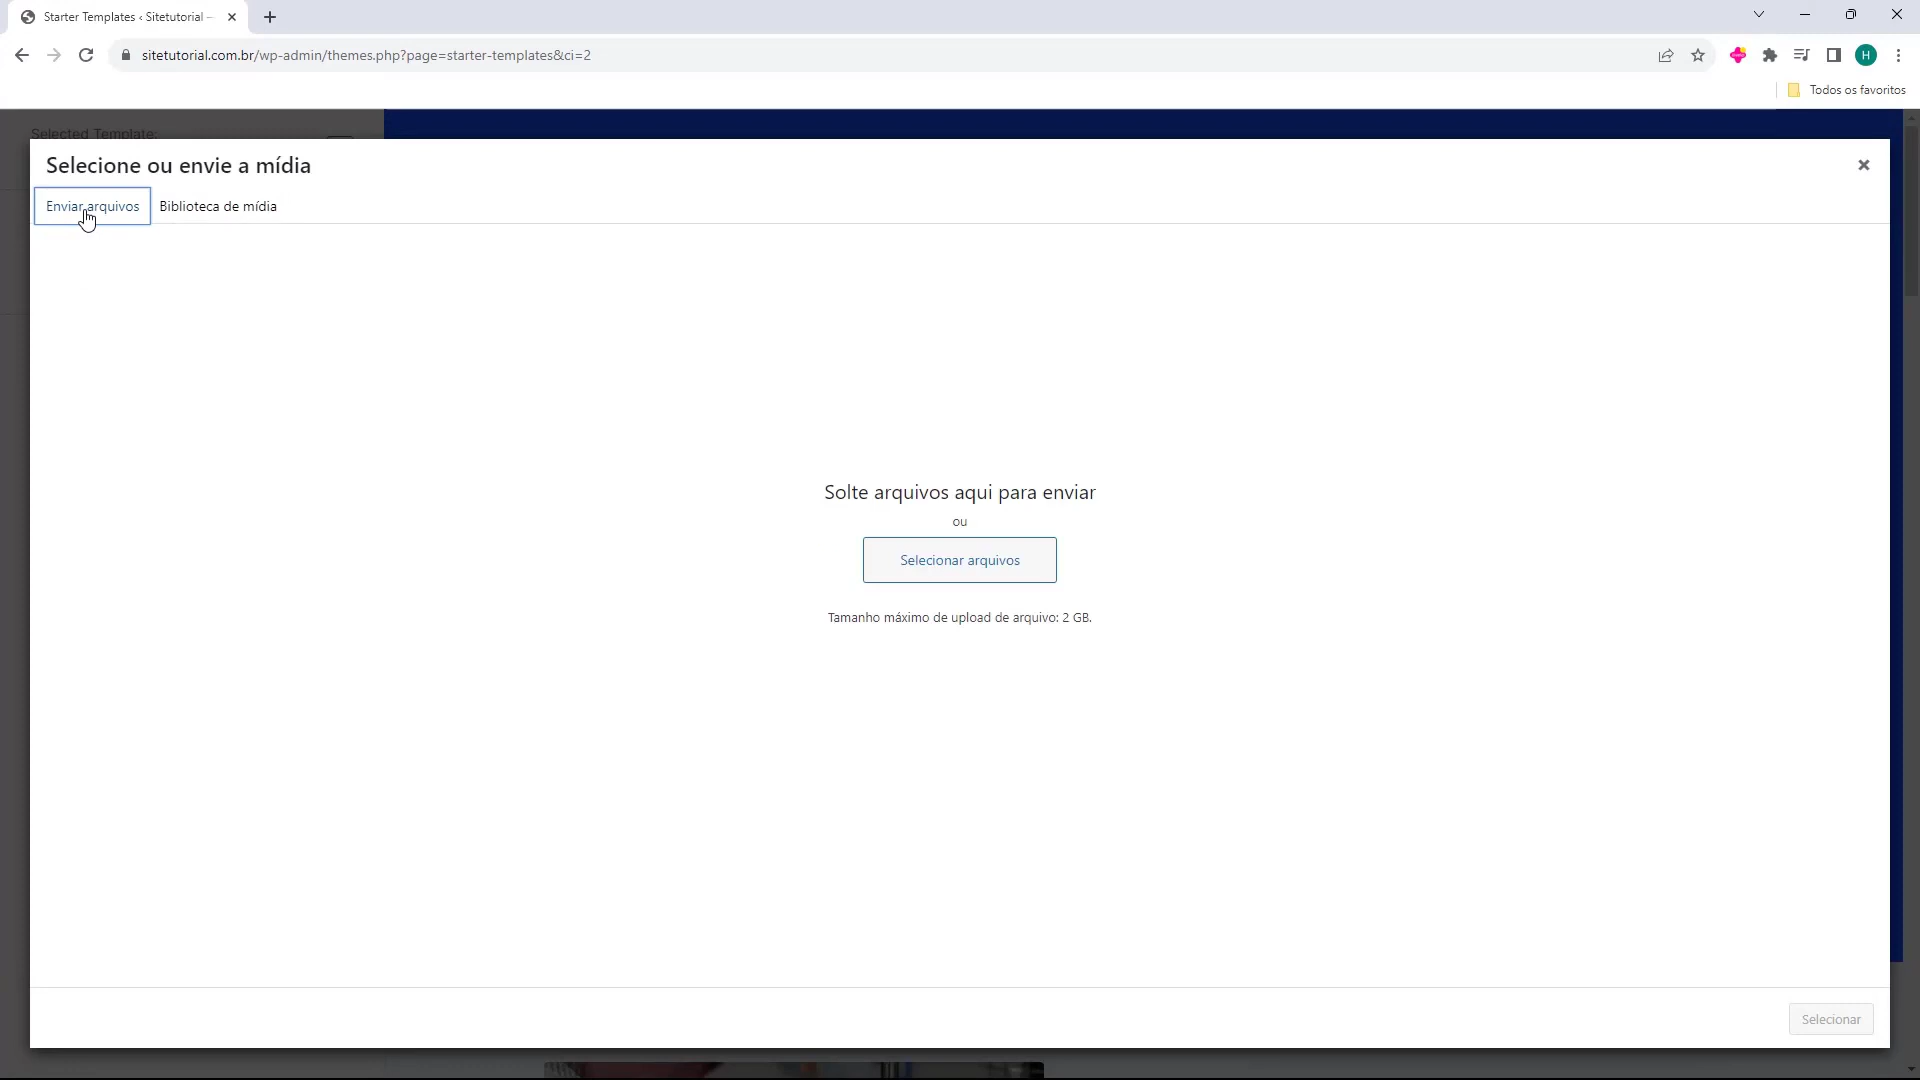 Starter Templates ‹ Sitetutorial –
sitetutorial.com.br/wp-admin/themes.php?page=starter-templates&ci=2
H
Todos os favoritos
Selected Template:
Selecione ou envie a mídia
Enviar arquivos
Biblioteca de mídia
Solte arquivos aqui para enviar
ou
Selecionar arquivos
Tamanho máximo de upload de arquivo: 2 GB.
Selecionar